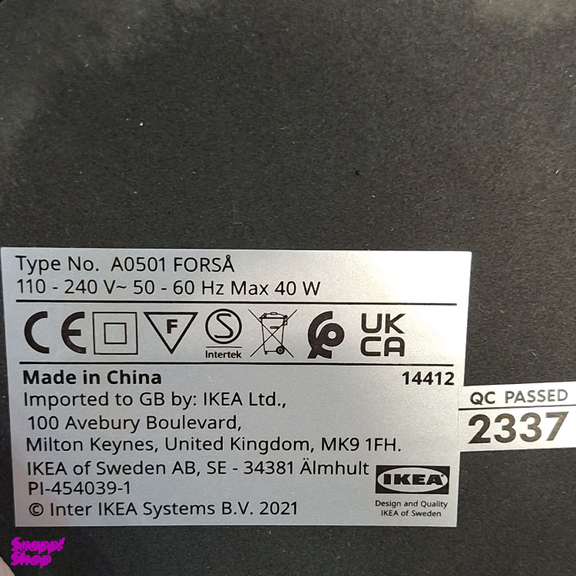 Type No. A0501 FORSÅ
110 - 240 V~ 50 - 60 Hz Max 40 W
CE F S Intertek UK CA
Made in China 14412
Imported to GB by: IKEA Ltd.,
100 Avebury Boulevard,
Milton Keynes, United Kingdom, MK9 1FH.
IKEA of Sweden AB, SE - 34381 Älmhult
PI-454039-1
© Inter IKEA Systems B.V. 2021
IKEA
Design and Quality
IKEA of Sweden
QC PASSED
2337
Snapp!
Shop